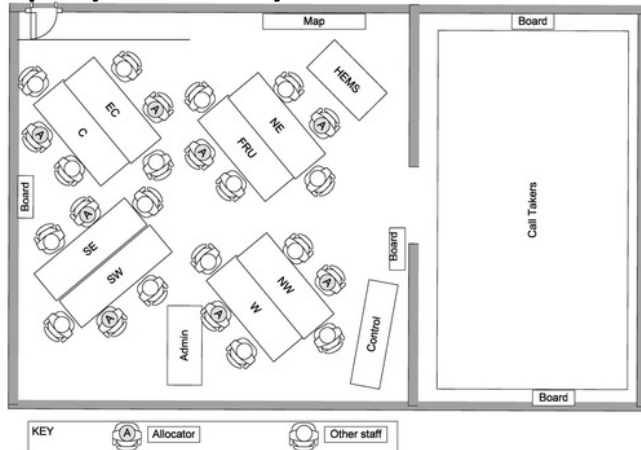 Map
Board
HEMS
EC
C
A
A
NE
FRU
A
A
Board
SE
SW
A
A
Board
NW
W
A
A
Admin
Control
Call Takers
Board
KEY
A
Allocator
Other staff